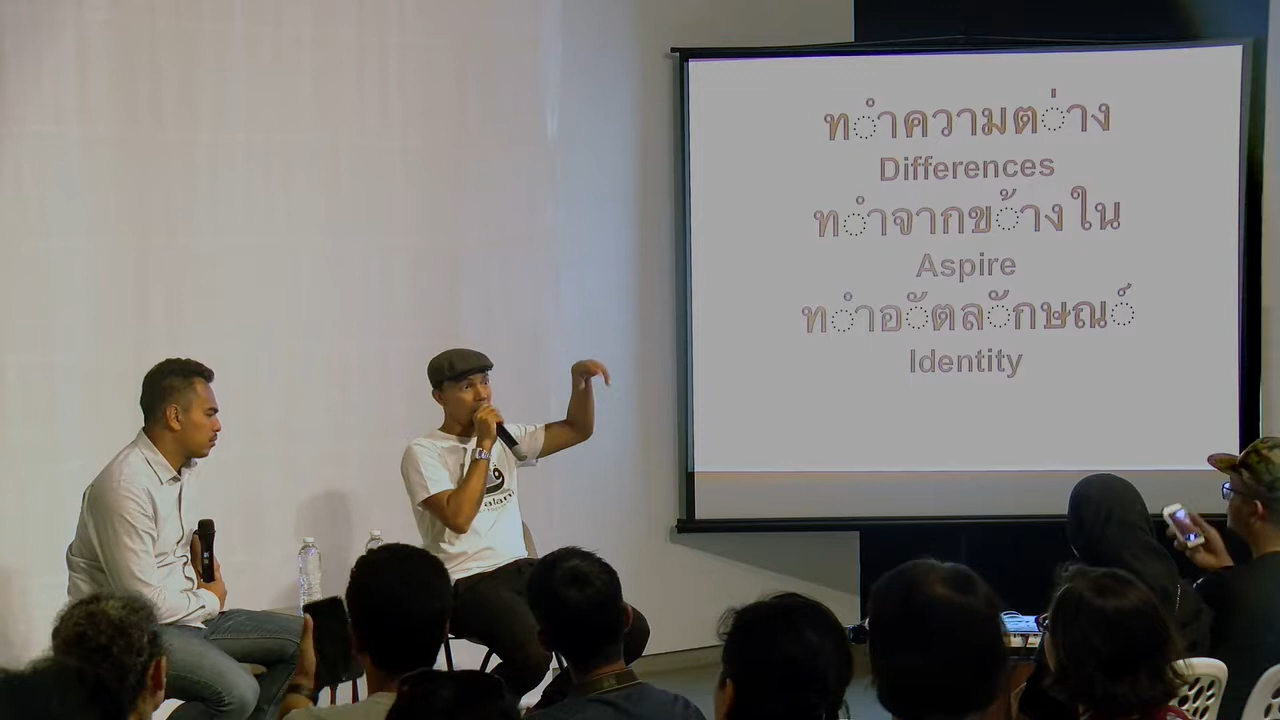 ทําความต่าง
Differences
ทําจากข้างใน
Aspire
ทําอัตลักษณ์
Identity